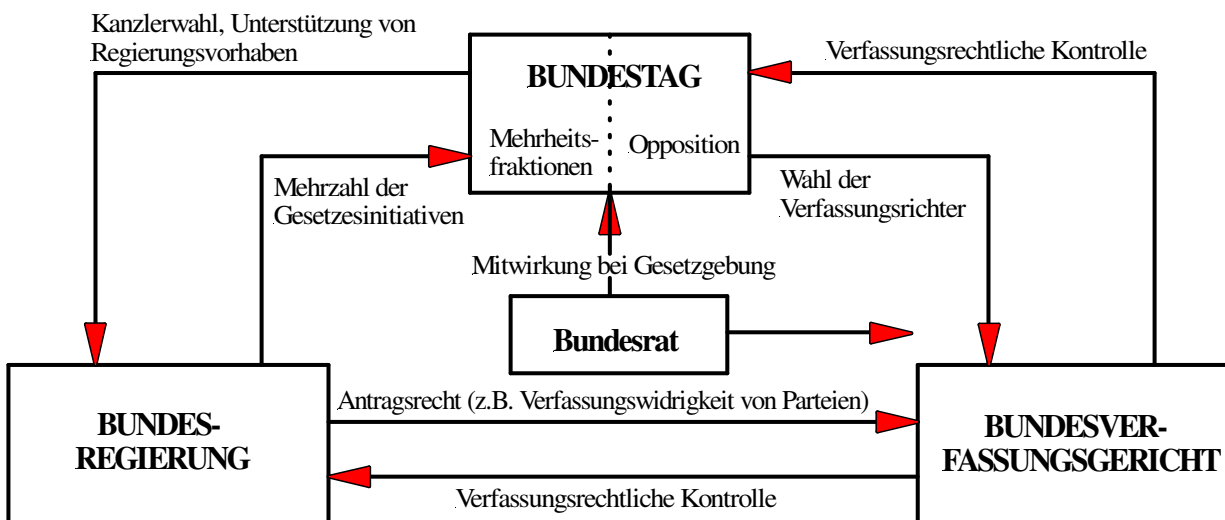 Kanzlerwahl, Unterstützung von
Regierungsvorhaben
BUNDESTAG
Verfassungsrechtliche Kontrolle
Mehrheits-
fraktionen
Opposition
Mehrzahl der
Gesetzesinitiativen
Wahl der
Verfassungsrichter
Mitwirkung bei Gesetzgebung
Bundesrat
Antragsrecht (z.B. Verfassungswidrigkeit von Parteien)
BUNDES-
REGIERUNG
BUNDESVER-
FASSUNGSGERICHT
Verfassungsrechtliche Kontrolle